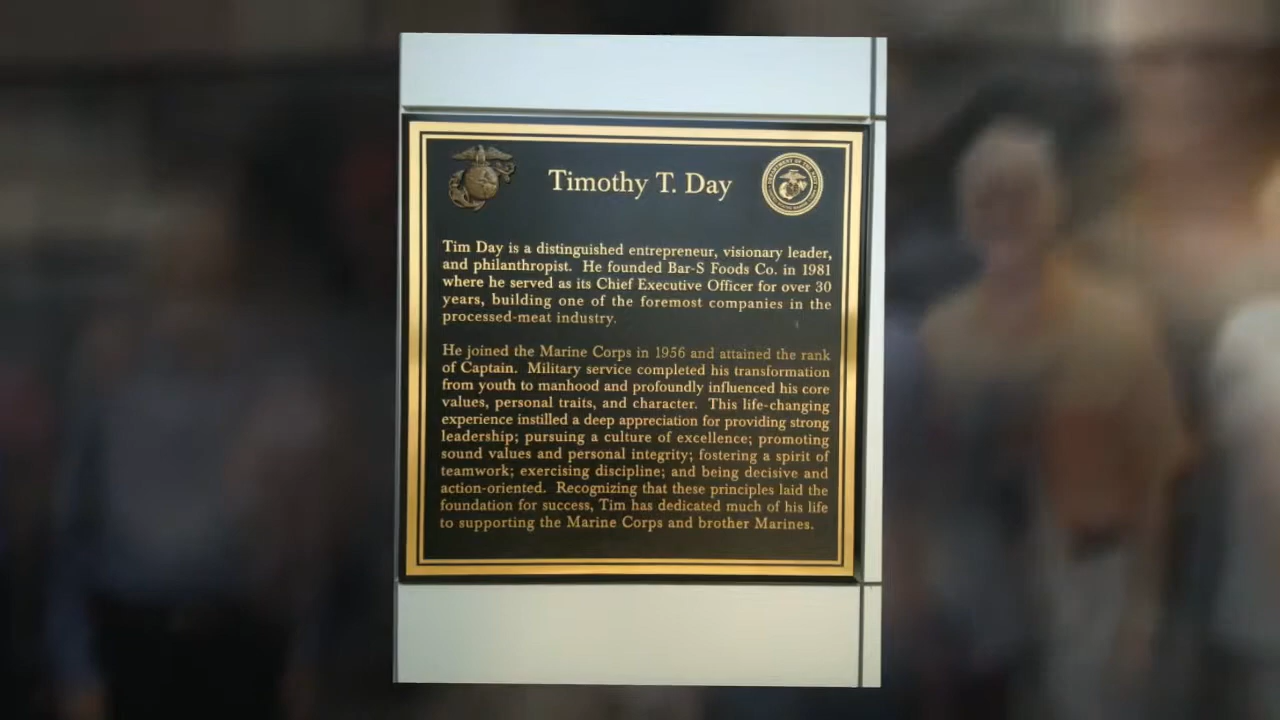 Timothy T. Day
Tim Day is a distinguished entrepreneur, visionary leader,
and philanthropist. He founded Bar-S Foods Co. in 1981
where he served as its Chief Executive Officer for over 30
years, building one of the foremost companies in the
processed-meat industry.
He joined the Marine Corps in 1956 and attained the rank
of Captain. Military service completed his transformation
from youth to manhood and profoundly influenced his core
values, personal traits, and character. This life-changing
experience instilled a deep appreciation for providing strong
leadership; pursuing a culture of excellence; promoting
sound values and personal integrity; fostering a spirit of
teamwork; exercising discipline; and being decisive and
action-oriented. Recognizing that these principles laid the
foundation for success, Tim has dedicated much of his life
to supporting the Marine Corps and brother Marines.